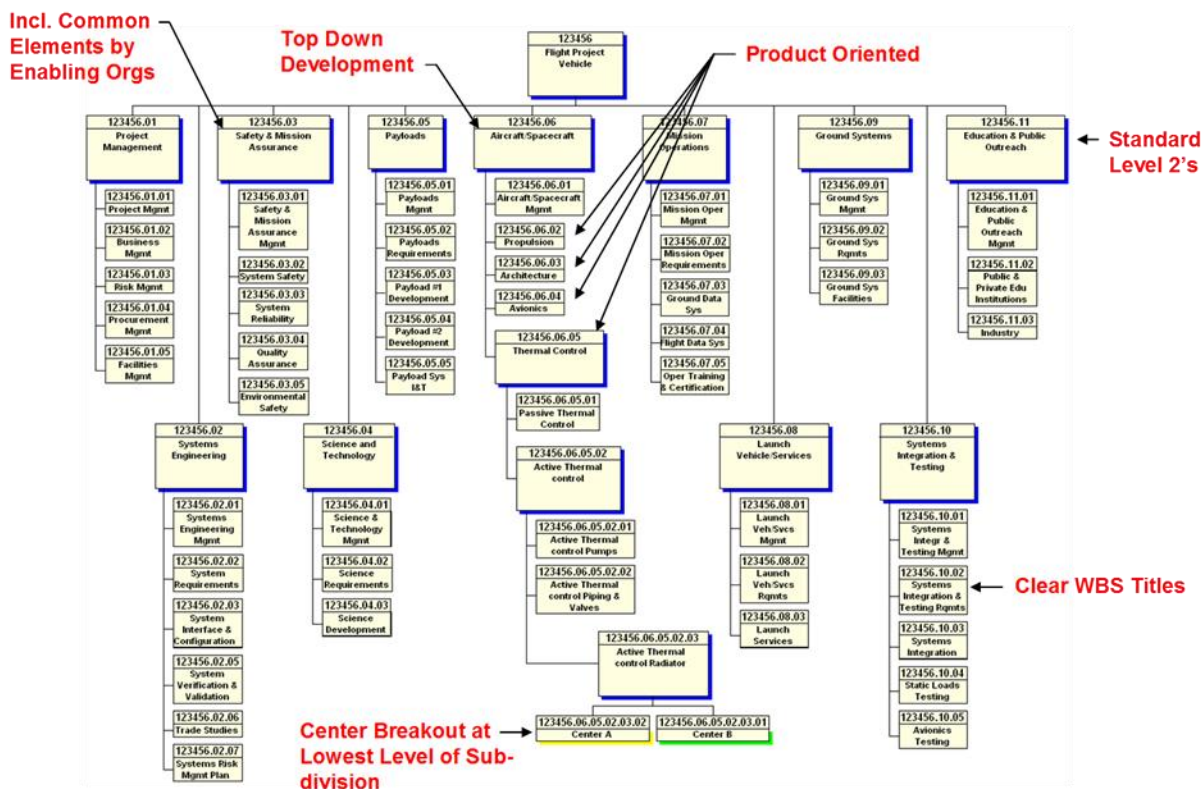 Incl. Common
Elements by
Enabling Orgs
Top Down
Development
123456
Flight Project
Vehicle
Product Oriented
123456.01
Project
Management
123456.03
Safety & Mission
Assurance
123456.05
Payloads
123456.06
Aircraft/Spacecraft
123456.07
Mission
Operations
123456.09
Ground Systems
123456.11
Education & Public
Outreach
Standard
Level 2's
123456.01.01
Project Mgmt
123456.01.02
Business
Mgmt
123456.01.03
Risk Mgmt
123456.01.04
Procurement
Mgmt
123456.01.05
Facilities
Mgmt
123456.03.01
Safety &
Mission
Assurance
Mgmt
123456.03.02
System Safety
123456.03.03
System
Reliability
123456.03.04
Quality
Assurance
123456.03.05
Environmental
Safety
123456.05.01
Payloads
Mgmt
123456.05.02
Payloads
Requirements
123456.05.03
Payload #1
Development
123456.05.04
Payload #2
Development
123456.05.05
Payload Sys
I&T
123456.06.01
Aircraft/Spacecraft
Mgmt
123456.06.02
Propulsion
123456.06.03
Architecture
123456.06.04
Avionics
123456.06.05
Thermal Control
123456.06.05.01
Passive Thermal
Control
123456.06.05.02
Active Thermal
control
123456.06.05.02.01
Active Thermal
control Pumps
123456.06.05.02.02
Active Thermal
control Piping &
Valves
123456.06.05.02.03
Active Thermal
control Radiator
123456.06.05.02.03.02
Center A
123456.06.05.02.03.01
Center B
123456.07.01
Mission Oper
Mgmt
123456.07.02
Mission Oper
Requirements
123456.07.03
Ground Data
Sys
123456.07.04
Flight Data Sys
123456.07.05
Oper Training
& Certification
123456.09.01
Ground Sys
Mgmt
123456.09.02
Ground Sys
Rqmts
123456.09.03
Ground Sys
Facilities
123456.11.01
Education &
Public
Outreach
Mgmt
123456.11.02
Public &
Private Edu
Institutions
123456.11.03
Industry
123456.02
Systems
Engineering
123456.02.01
Systems
Engineering
Mgmt
123456.02.02
System
Requirements
123456.02.03
System
Interface &
Configuration
123456.02.05
System
Verification &
Validation
123456.02.06
Trade Studies
123456.02.07
Systems Risk
Mgmt Plan
123456.04
Science and
Technology
123456.04.01
Science &
Technology
Mgmt
123456.04.02
Science
Requirements
123456.04.03
Science
Development
123456.08
Launch
Vehicle/Services
123456.08.01
Launch
Veh/Svcs
Mgmt
123456.08.02
Launch
Veh/Svcs
Rqmts
123456.08.03
Launch
Services
123456.10
Systems
Integration &
Testing
123456.10.01
Systems
Integr &
Testing Mgmt
123456.10.02
Systems
Integration &
Testing Rqmts
123456.10.03
Systems
Integration
123456.10.04
Static Loads
Testing
123456.10.05
Avionics
Testing
Clear WBS Titles
Center Breakout at
Lowest Level of Sub-
division